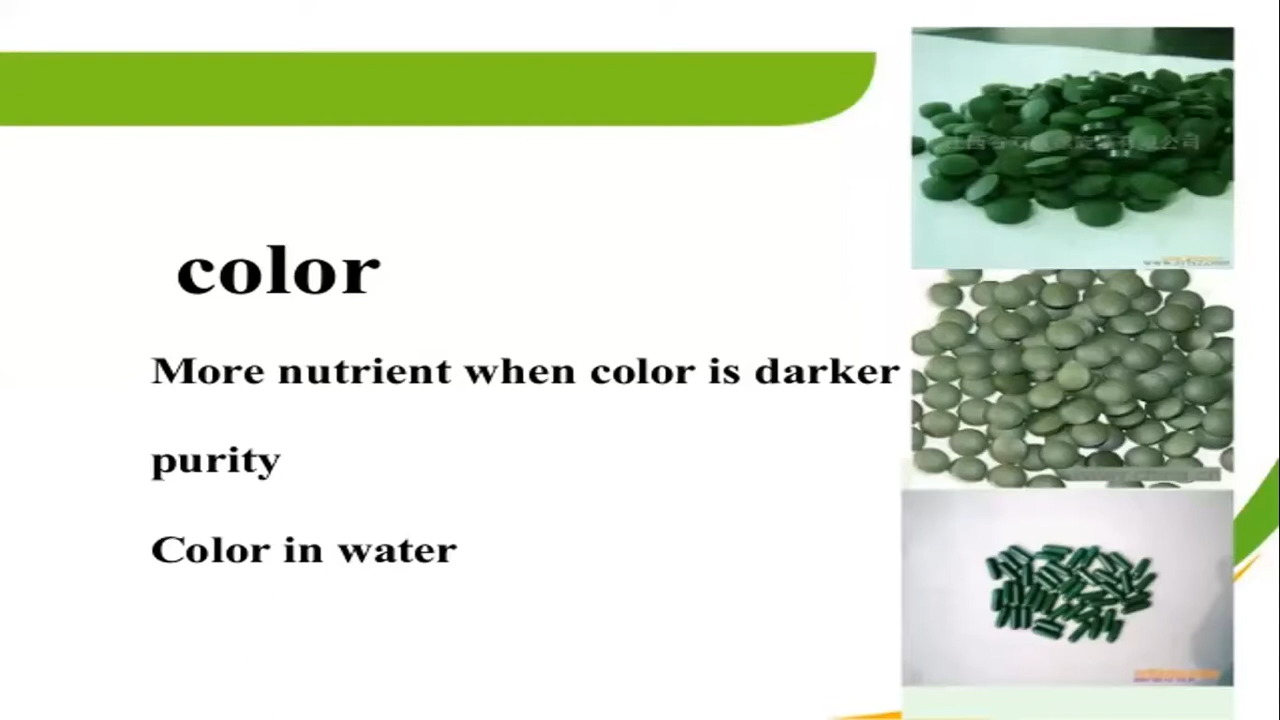 color
More nutrient when color is darker
purity
Color in water